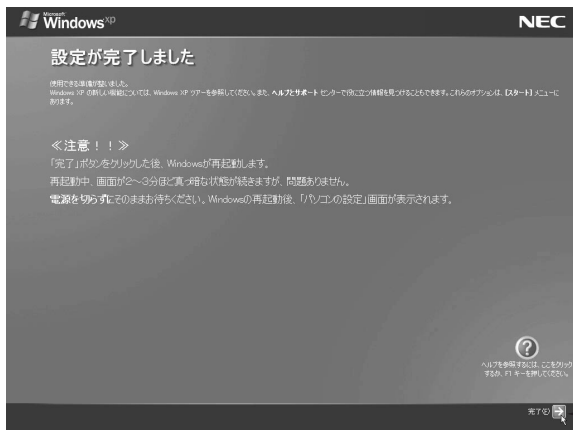 Microsoft
Windows xp
NEC
設定が完了しました
使用できる準備が整いました。
Windows XP の新しい機能については、Windows XP ツアーを参照してください。また、ヘルプとサポート センターで役に立つ情報を見つけることもできます。これらのオプションは、[スタート] メニューに
あります。
≪注意!!≫
「完了」ボタンをクリックした後、Windowsが再起動します。
再起動中、画面が2～3分ほど真っ暗な状態が続きますが、問題ありません。
電源を切らずにそのままお待ちください。Windowsの再起動後、「パソコンの設定」画面が表示されます。
?
ヘルプを参照するには、ここをクリック
するか、F1 キーを押してください。
完了(F)